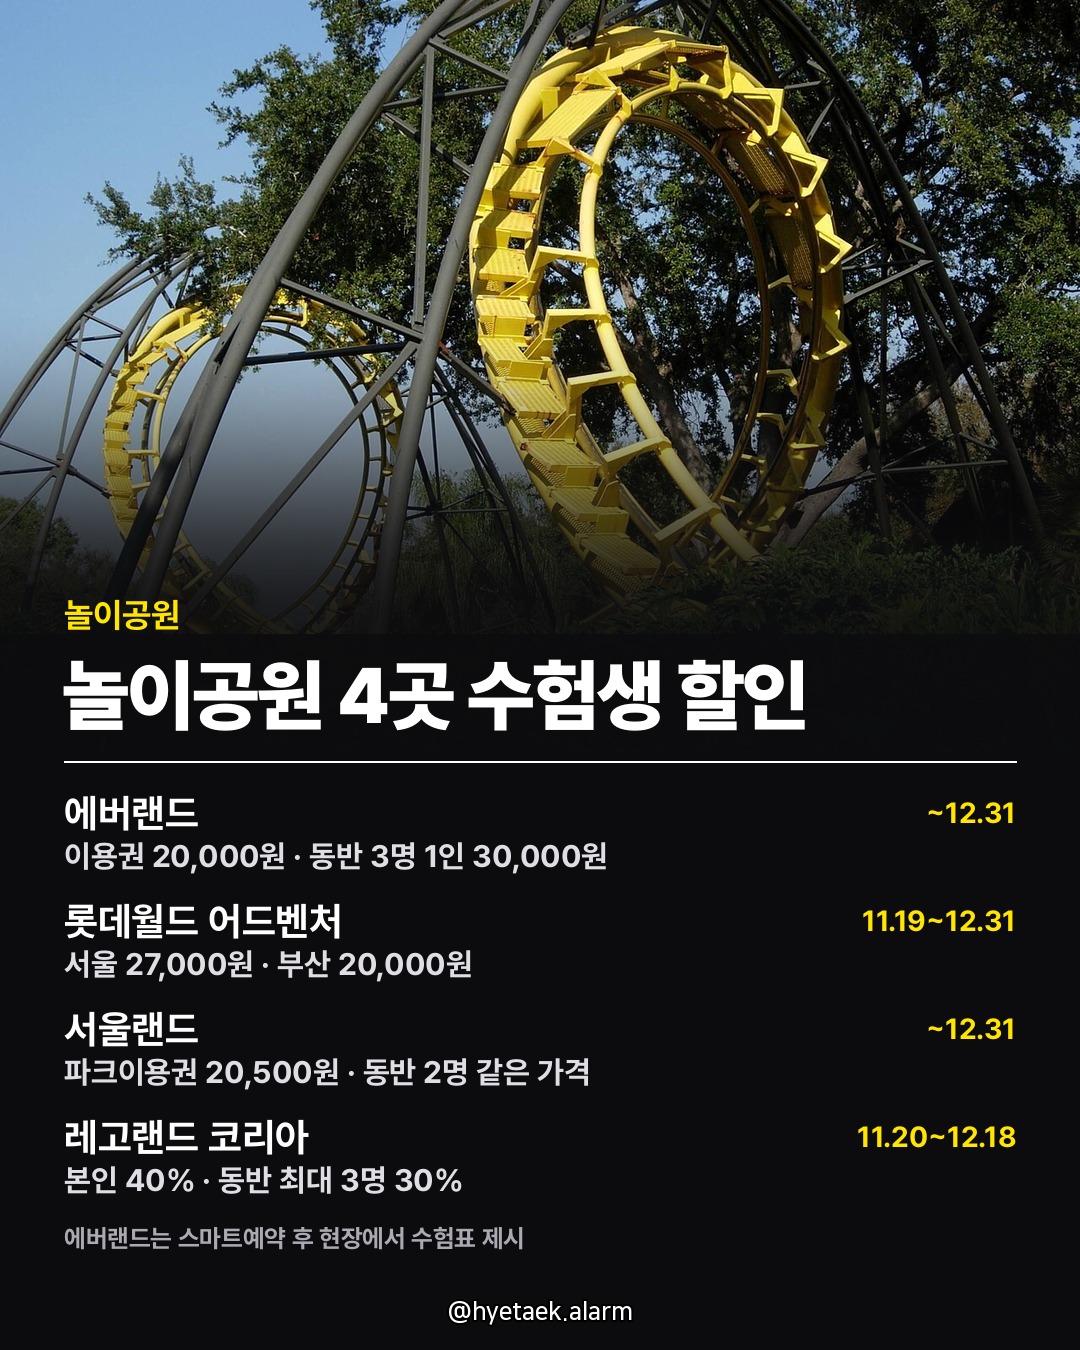 놀이공원
놀이공원 4곳 수험생 할인
에버랜드 ~12.31
이용권 20,000원 · 동반 3명 1인 30,000원
롯데월드 어드벤처 11.19~12.31
서울 27,000원 · 부산 20,000원
서울랜드 ~12.31
파크이용권 20,500원 · 동반 2명 같은 가격
레고랜드 코리아 11.20~12.18
본인 40% · 동반 최대 3명 30%
에버랜드는 스마트예약 후 현장에서 수험표 제시
@hyetaek.alarm